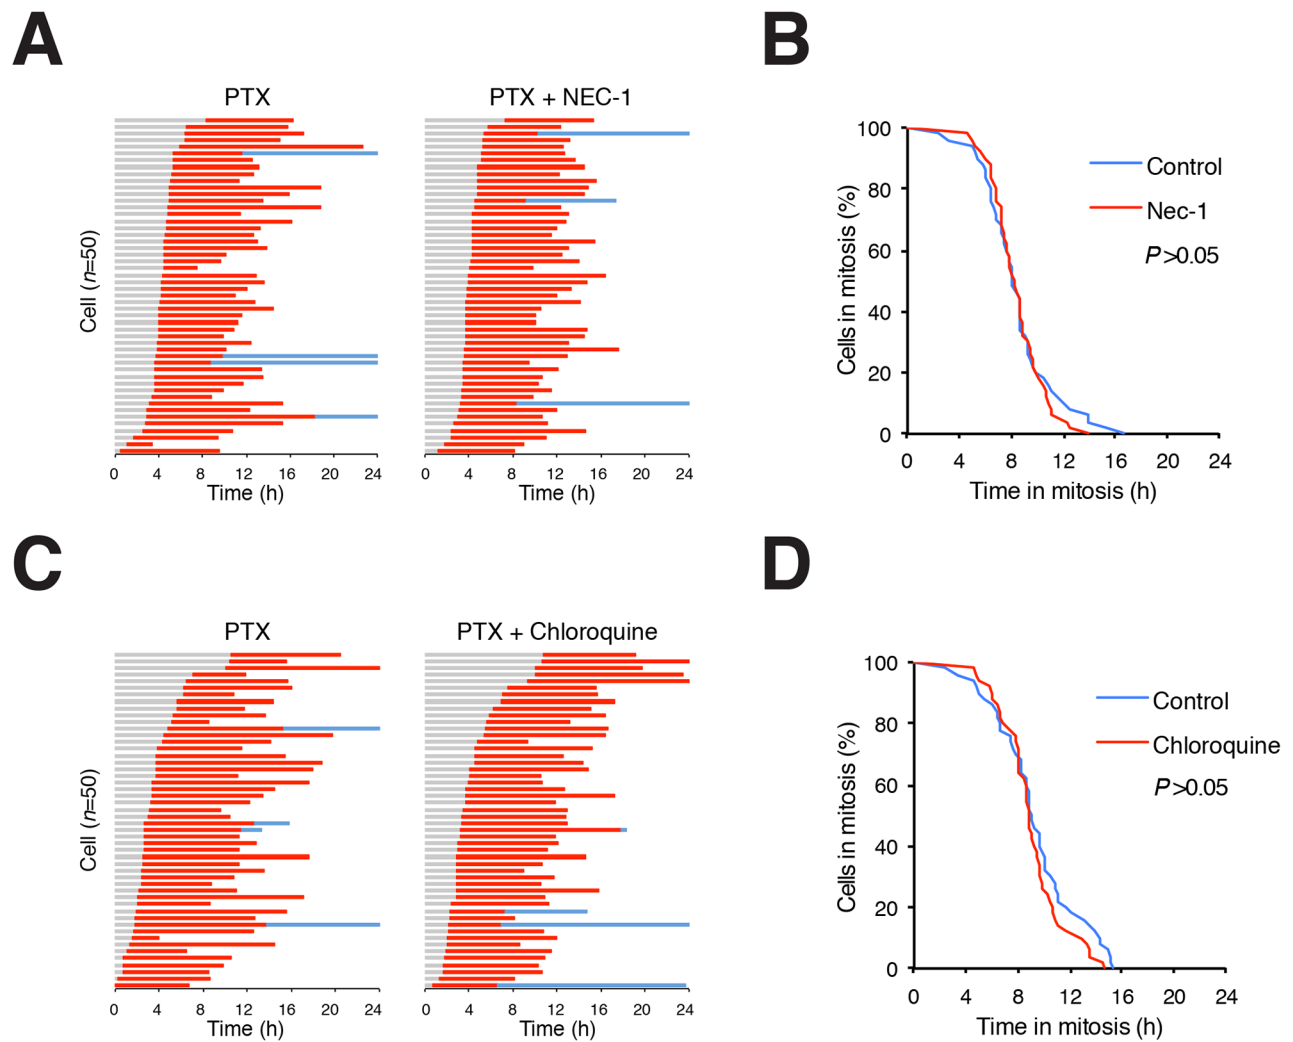 A
PTX
PTX + NEC-1
Cell (n=50)
0 4 8 12 16 20 24
Time (h)
0 4 8 12 16 20 24
Time (h)
B
100
80
60
40
20
0
Cells in mitosis (%)
Control
Nec-1
P>0.05
0 4 8 12 16 20 24
Time in mitosis (h)
C
PTX
PTX + Chloroquine
Cell (n=50)
0 4 8 12 16 20 24
Time (h)
0 4 8 12 16 20 24
Time (h)
D
100
80
60
40
20
0
Cells in mitosis (%)
Control
Chloroquine
P>0.05
0 4 8 12 16 20 24
Time in mitosis (h)